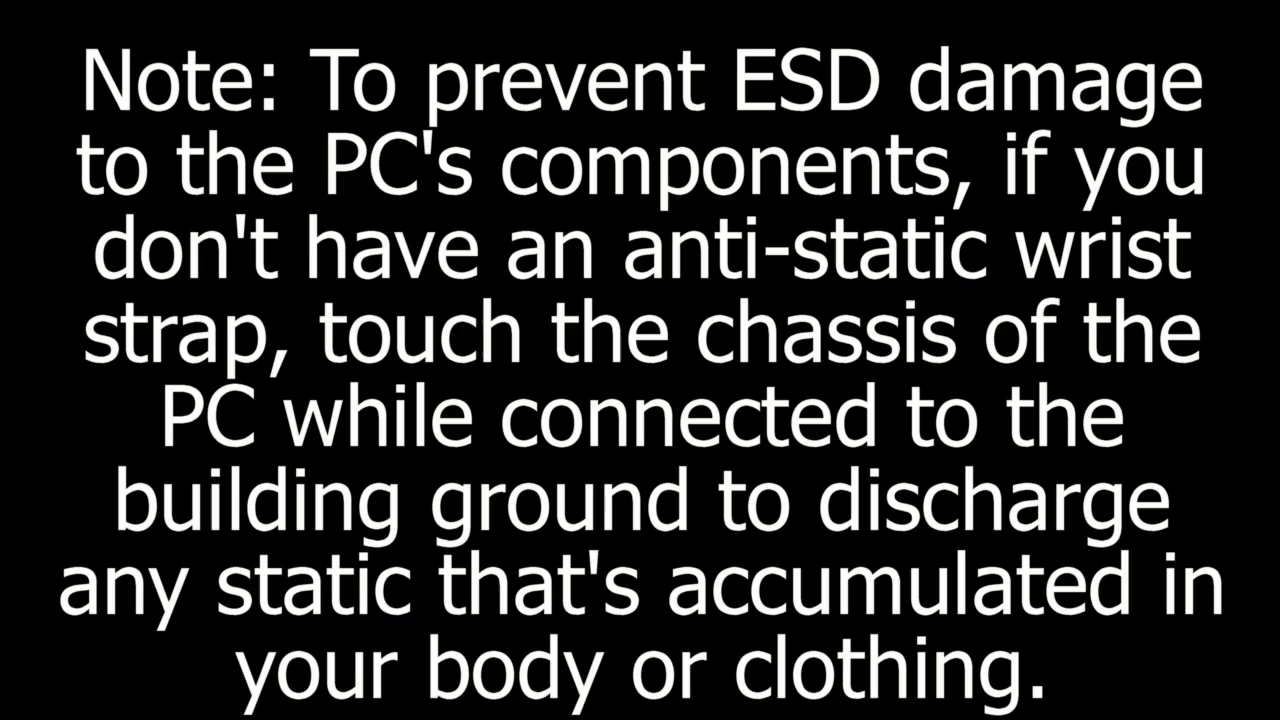 Note: To prevent ESD damage
to the PC's components, if you
don't have an anti-static wrist
strap, touch the chassis of the
PC while connected to the
building ground to discharge
any static that's accumulated in
your body or clothing.